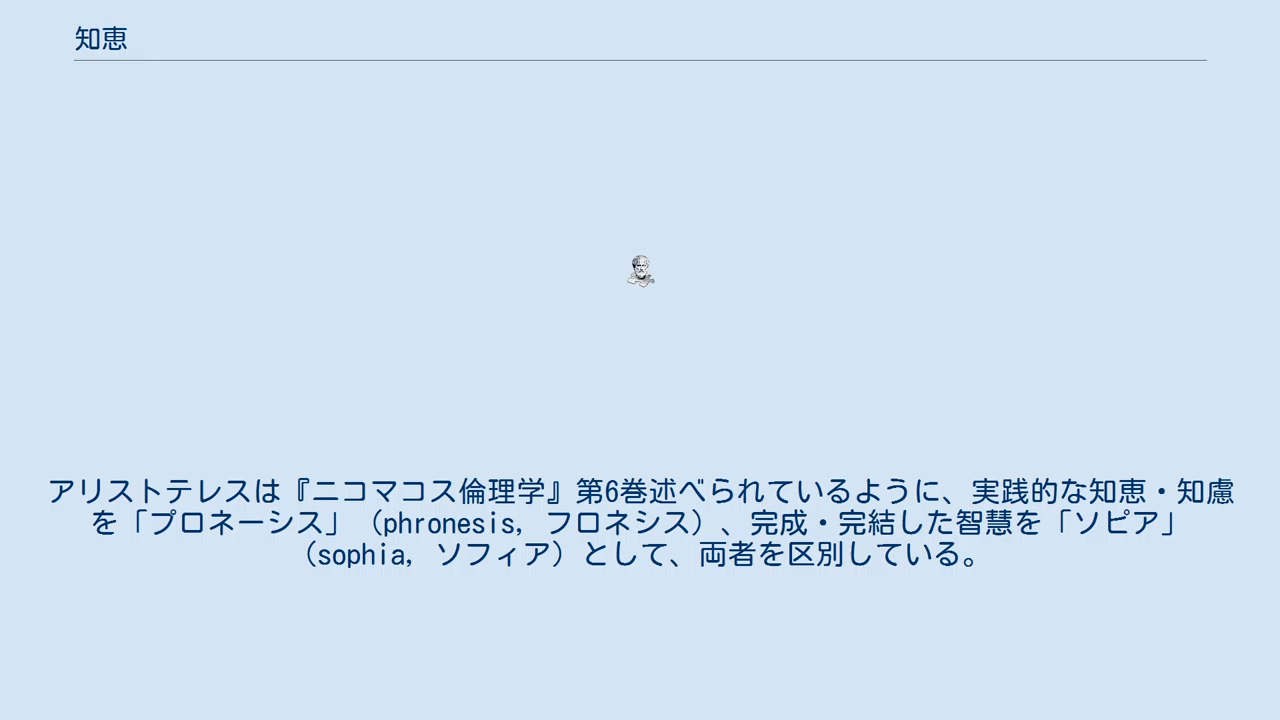 知恵
アリストテレスは『ニコマコス倫理学』第6巻述べられているように、実践的な知恵・知慮
を「プロネーシス」（phronesis, フロネシス）、完成・完結した智慧を「ソピア」
（sophia, ソフィア）として、両者を区別している。